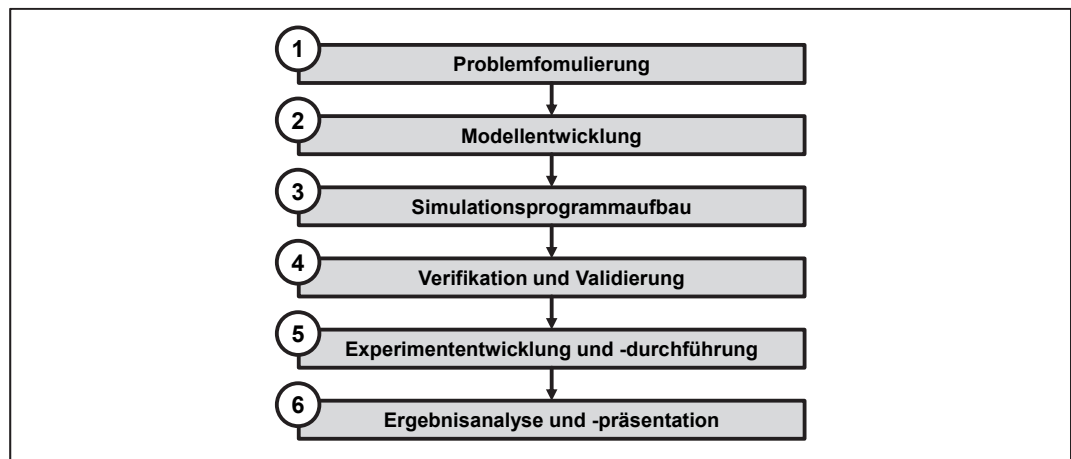 1
Problemfomulierung
2
Modellentwicklung
3
Simulationsprogrammaufbau
4
Verifikation und Validierung
5
Experimententwicklung und -durchführung
6
Ergebnisanalyse und -präsentation